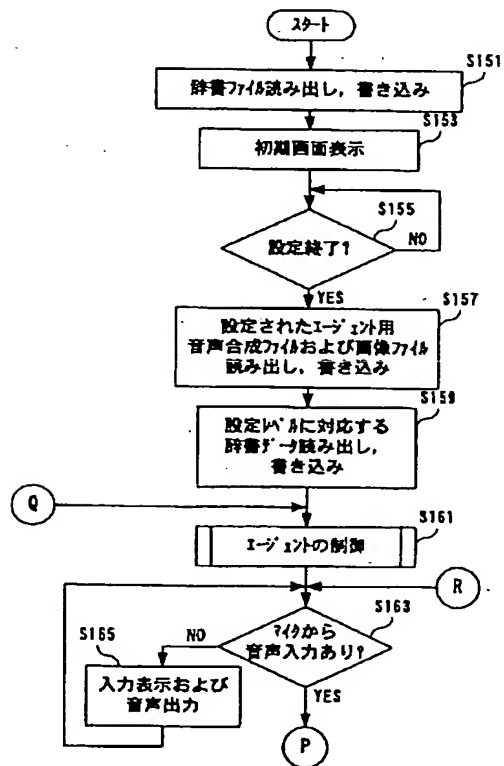 スタート
S151
辞書ファイル読み出し，書き込み
S153
初期画面表示
S155
設定終了？
NO
YES
S157
設定されたエージェント用
音声合成ファイルおよび画像ファイル
読み出し，書き込み
S159
設定レベルに対応する
辞書データ読み出し，
書き込み
Q
S161
エージェントの制御
R
S163
マイクから
音声入力あり？
NO
S165
入力表示および
音声出力
YES
P